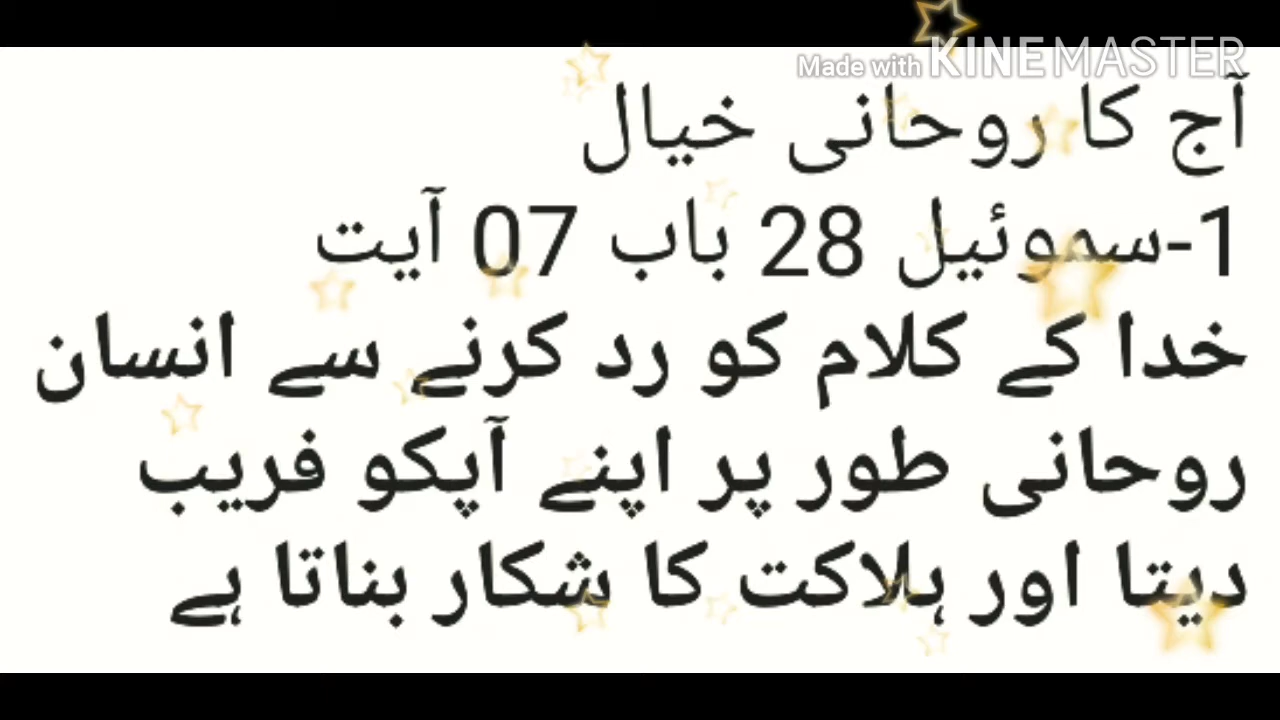 Made with KINEMASTER
آج کا روحانی خیال
1-سموئیل 28 باب 07 آیت
خدا کے کلام کو رد کرنے سے انسان
روحانی طور پر اپنے آپکو فریب
دیتا اور ہلاکت کا شکار بناتا ہے